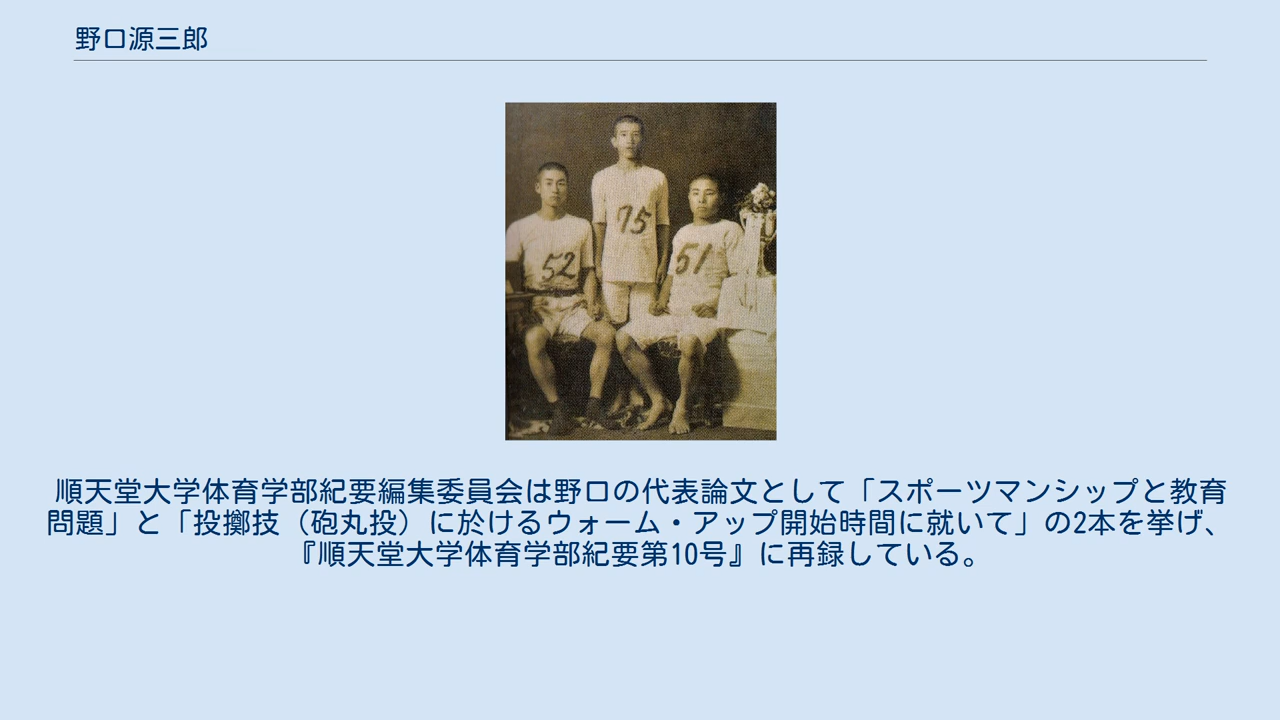 野口源三郎
52
75
51
順天堂大学体育学部紀要編集委員会は野口の代表論文として「スポーツマンシップと教育
問題」と「投擲技（砲丸投）に於けるウォーム・アップ開始時間に就いて」の2本を挙げ、
『順天堂大学体育学部紀要第10号』に再録している。